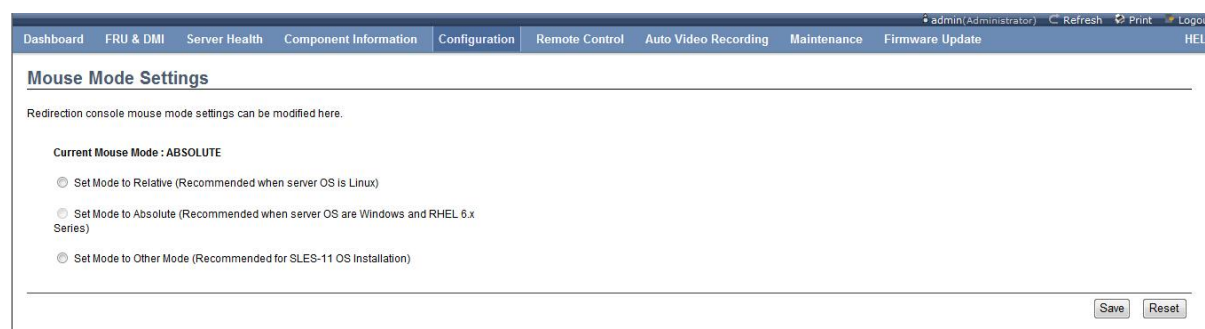 admin(Administrator) Refresh Print
Dashboard FRU & DMI Server Health Component Information Configuration Remote Control Auto Video Recording Maintenance Firmware Update
Mouse Mode Settings
Redirection console mouse mode settings can be modified here.
Current Mouse Mode : ABSOLUTE
Set Mode to Relative (Recommended when server OS is Linux)
Set Mode to Absolute (Recommended when server OS are Windows and RHEL 6.x
Series)
Set Mode to Other Mode (Recommended for SLES-11 OS Installation)
Save Reset